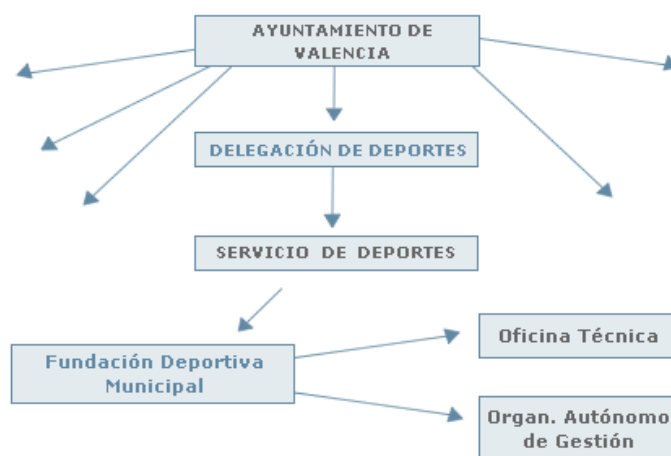 AYUNTAMIENTO DE
VALENCIA
DELEGACIÓN DE DEPORTES
SERVICIO DE DEPORTES
Fundación Deportiva
Municipal
Oficina Técnica
Organ. Autónomo
de Gestión